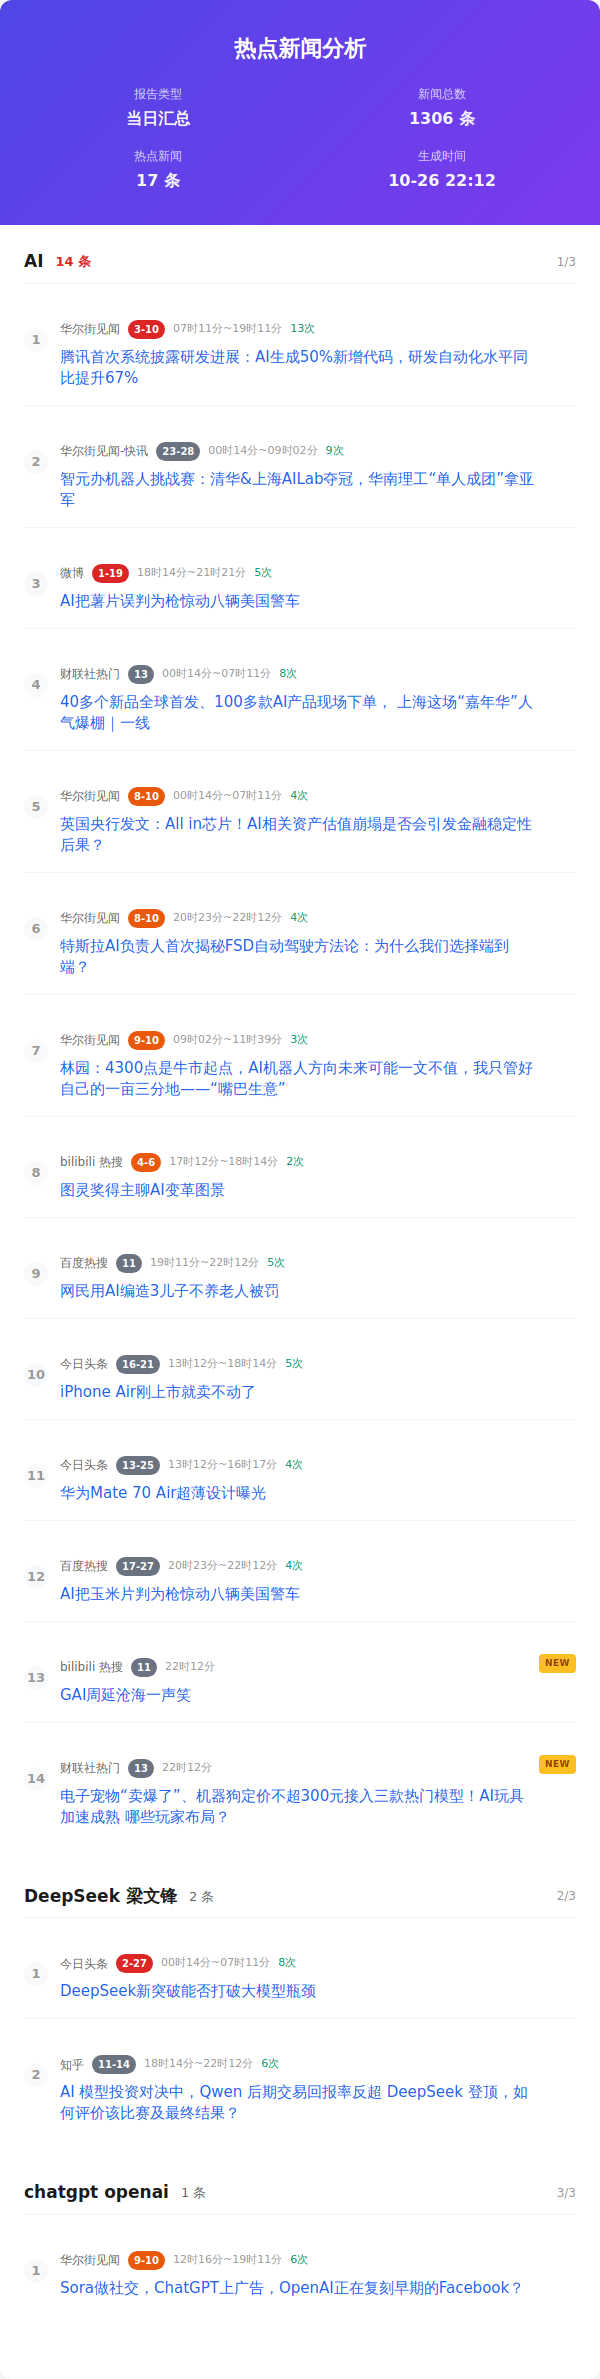 热点新闻分析
报告类型
当日汇总
新闻总数
1306 条
热点新闻
17 条
生成时间
10-26 22:12
AI 14 条 1/3
1
华尔街见闻 3-10 07时11分~19时11分 13次
腾讯首次系统披露研发进展：AI生成50%新增代码，研发自动化水平同
比提升67%
2
华尔街见闻-快讯 23-28 00时14分~09时02分 9次
智元办机器人挑战赛：清华&上海AILab夺冠，华南理工“单人成团”拿亚
军
3
微博 1-19 18时14分~21时21分 5次
AI把薯片误判为枪惊动八辆美国警车
4
财联社热门 13 00时14分~07时11分 8次
40多个新品全球首发、100多款AI产品现场下单， 上海这场“嘉年华”人
气爆棚｜一线
5
华尔街见闻 8-10 00时14分~07时11分 4次
英国央行发文：All in芯片！AI相关资产估值崩塌是否会引发金融稳定性
后果？
6
华尔街见闻 8-10 20时23分~22时12分 4次
特斯拉AI负责人首次揭秘FSD自动驾驶方法论：为什么我们选择端到
端？
7
华尔街见闻 9-10 09时02分~11时39分 3次
林园：4300点是牛市起点，AI机器人方向未来可能一文不值，我只管好
自己的一亩三分地——“嘴巴生意”
8
bilibili 热搜 4-6 17时12分~18时14分 2次
图灵奖得主聊AI变革图景
9
百度热搜 11 19时11分~22时12分 5次
网民用AI编造3儿子不养老人被罚
10
今日头条 16-21 13时12分~18时14分 5次
iPhone Air刚上市就卖不动了
11
今日头条 13-25 13时12分~16时17分 4次
华为Mate 70 Air超薄设计曝光
12
百度热搜 17-27 20时23分~22时12分 4次
AI把玉米片判为枪惊动八辆美国警车
13
bilibili 热搜 11 22时12分 NEW
GAI周延沧海一声笑
14
财联社热门 13 22时12分 NEW
电子宠物“卖爆了”、机器狗定价不超300元接入三款热门模型！AI玩具
加速成熟 哪些玩家布局？
DeepSeek 梁文锋 2 条 2/3
1
今日头条 2-27 00时14分~07时11分 8次
DeepSeek新突破能否打破大模型瓶颈
2
知乎 11-14 18时14分~22时12分 6次
AI 模型投资对决中，Qwen 后期交易回报率反超 DeepSeek 登顶，如
何评价该比赛及最终结果？
chatgpt openai 1 条 3/3
1
华尔街见闻 9-10 12时16分~19时11分 6次
Sora做社交，ChatGPT上广告，OpenAI正在复刻早期的Facebook？